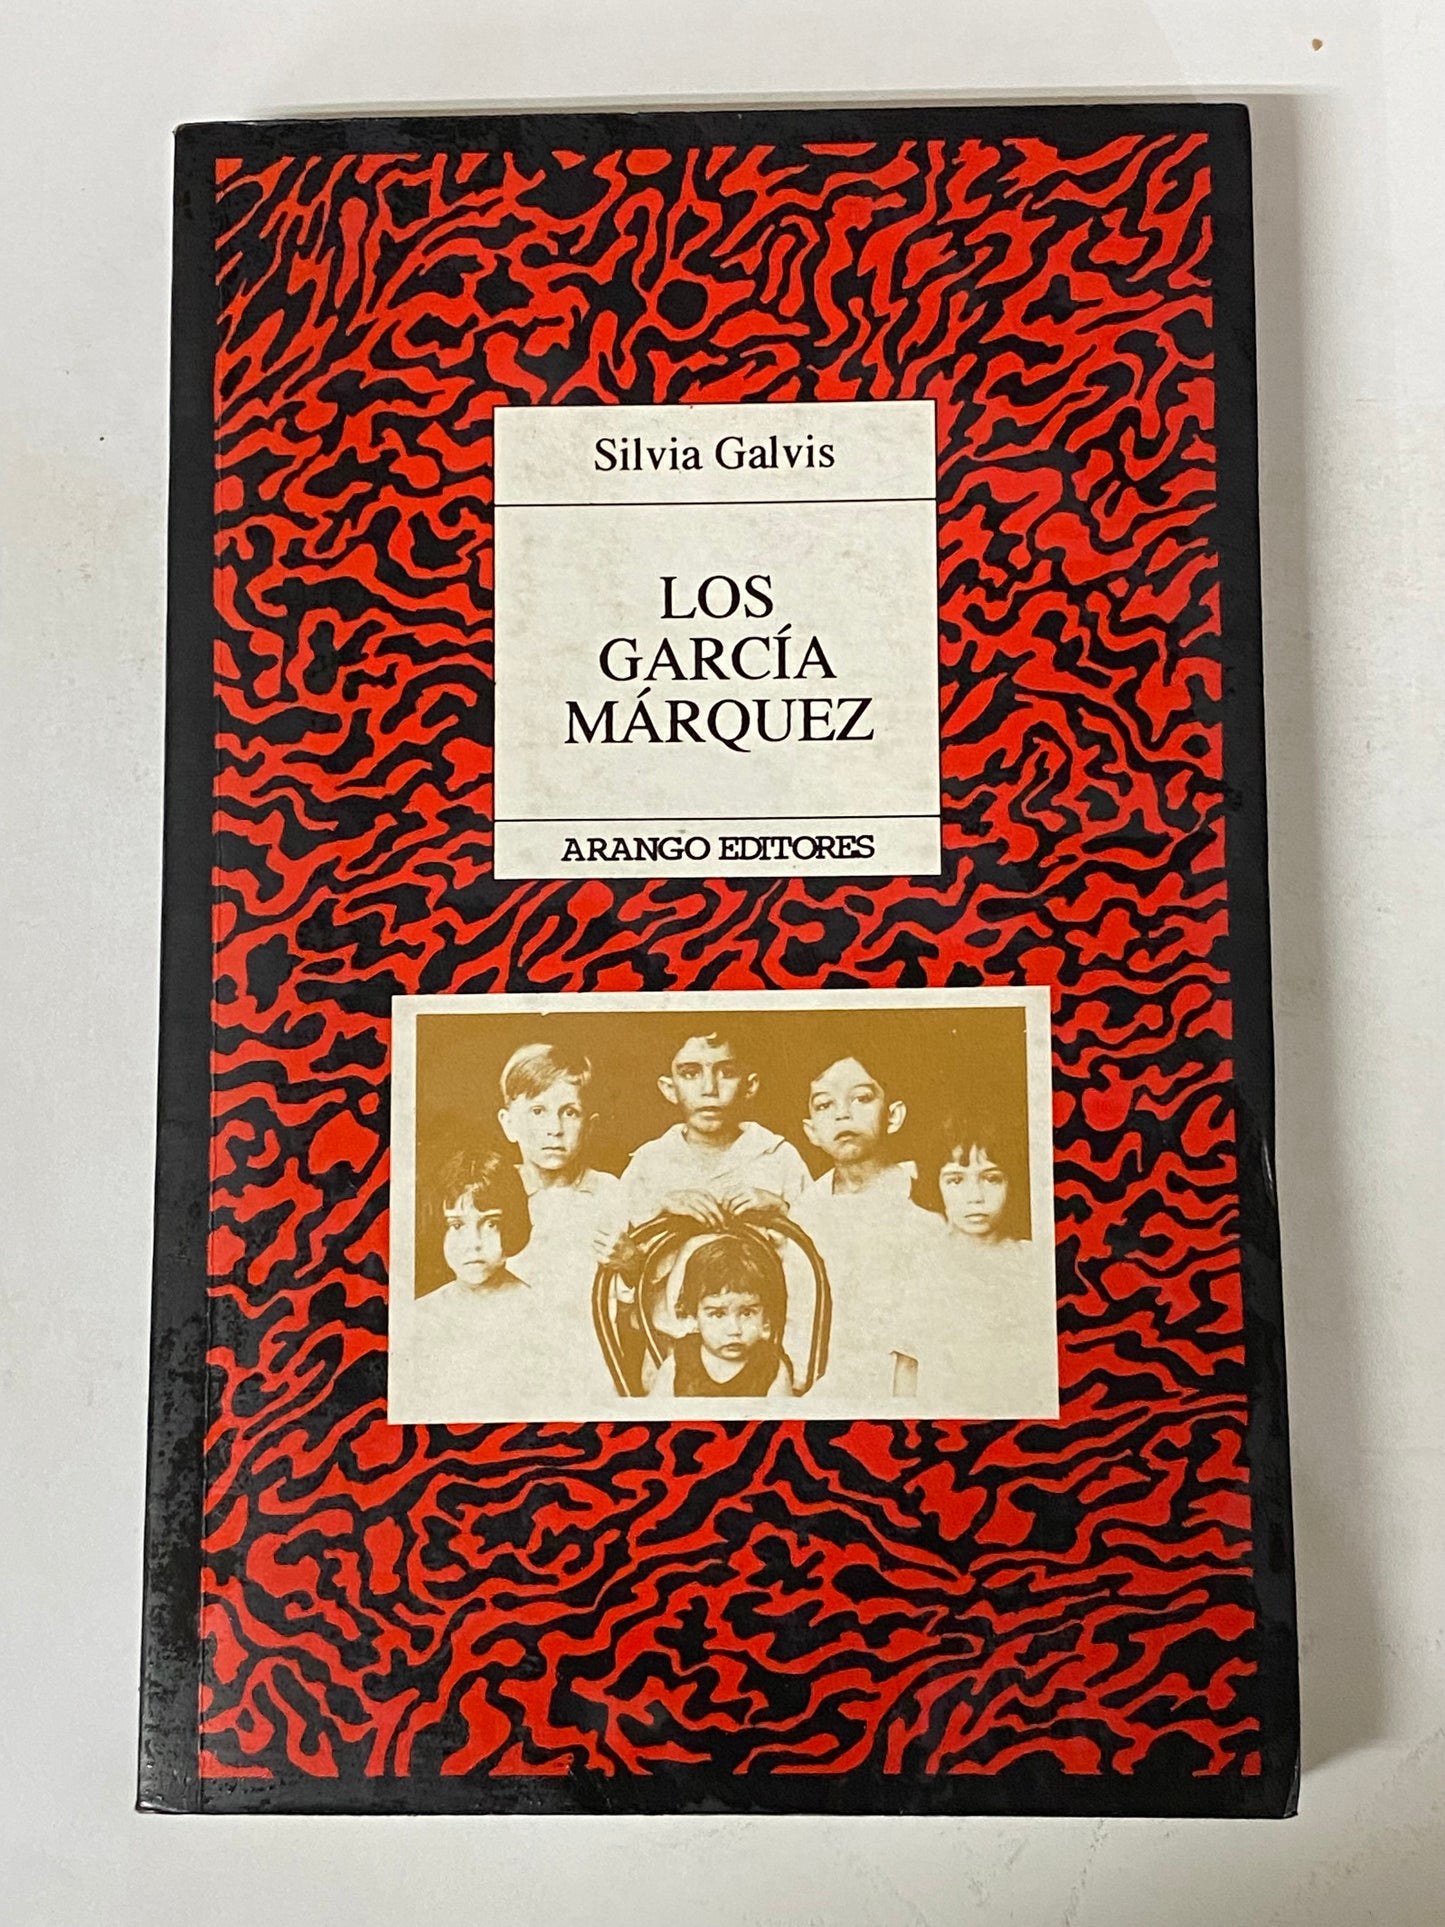 Silvia Galvis
LOS
GARCÍA
MÁRQUEZ
ARANGO EDITORES